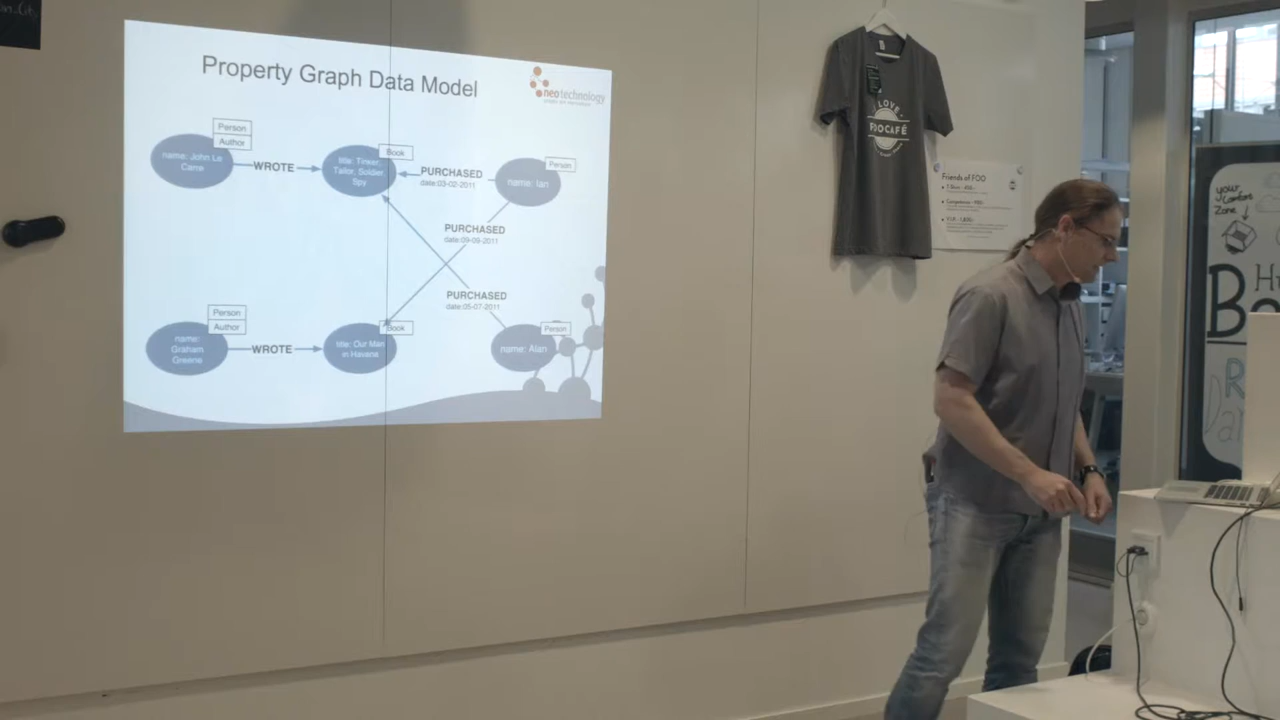 Property Graph Data Model
neotechnology
Person
Author
name: John Le
Carre
WROTE
Book
title: Tinker,
Tailor, Soldier
Spy
PURCHASED
date:03-02-2011
Person
name: Ian
PURCHASED
date:09-09-2011
PURCHASED
date:05-07-2011
Person
Author
name:
Graham
Greene
WROTE
Book
title: Our Man
in Havana
Person
name: Alan
I LOVE
FOOCAFÉ
Friends of FOO
your
Comfort
Zone